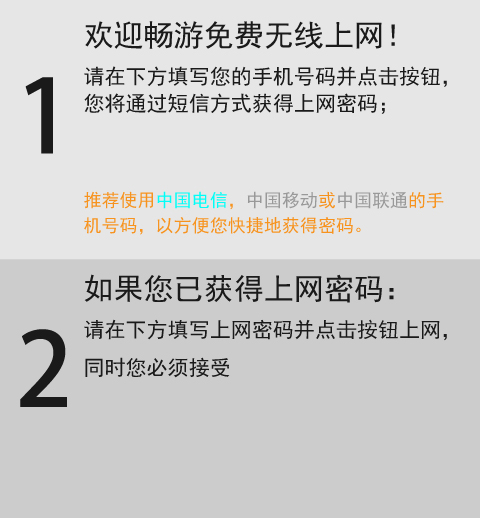 1
欢迎畅游免费无线上网！
请在下方填写您的手机号码并点击按钮，
您将通过短信方式获得上网密码；
推荐使用中国电信，中国移动或中国联通的手
机号码，以方便您快捷地获得密码。
2
如果您已获得上网密码：
请在下方填写上网密码并点击按钮上网，
同时您必须接受